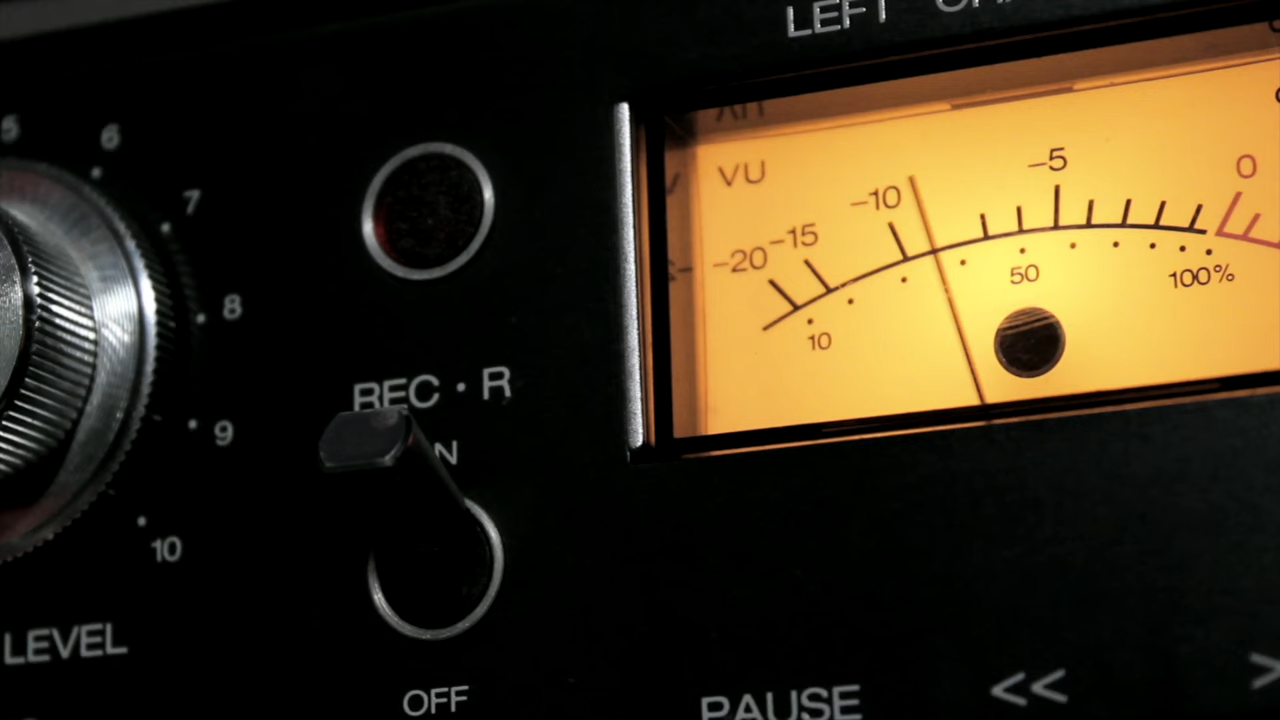 LEFT
VU
-20 -15 -10 -5 0
10 50 100%
5
6
7
8
9
10
REC • R
LEVEL
OFF
PAUSE <<